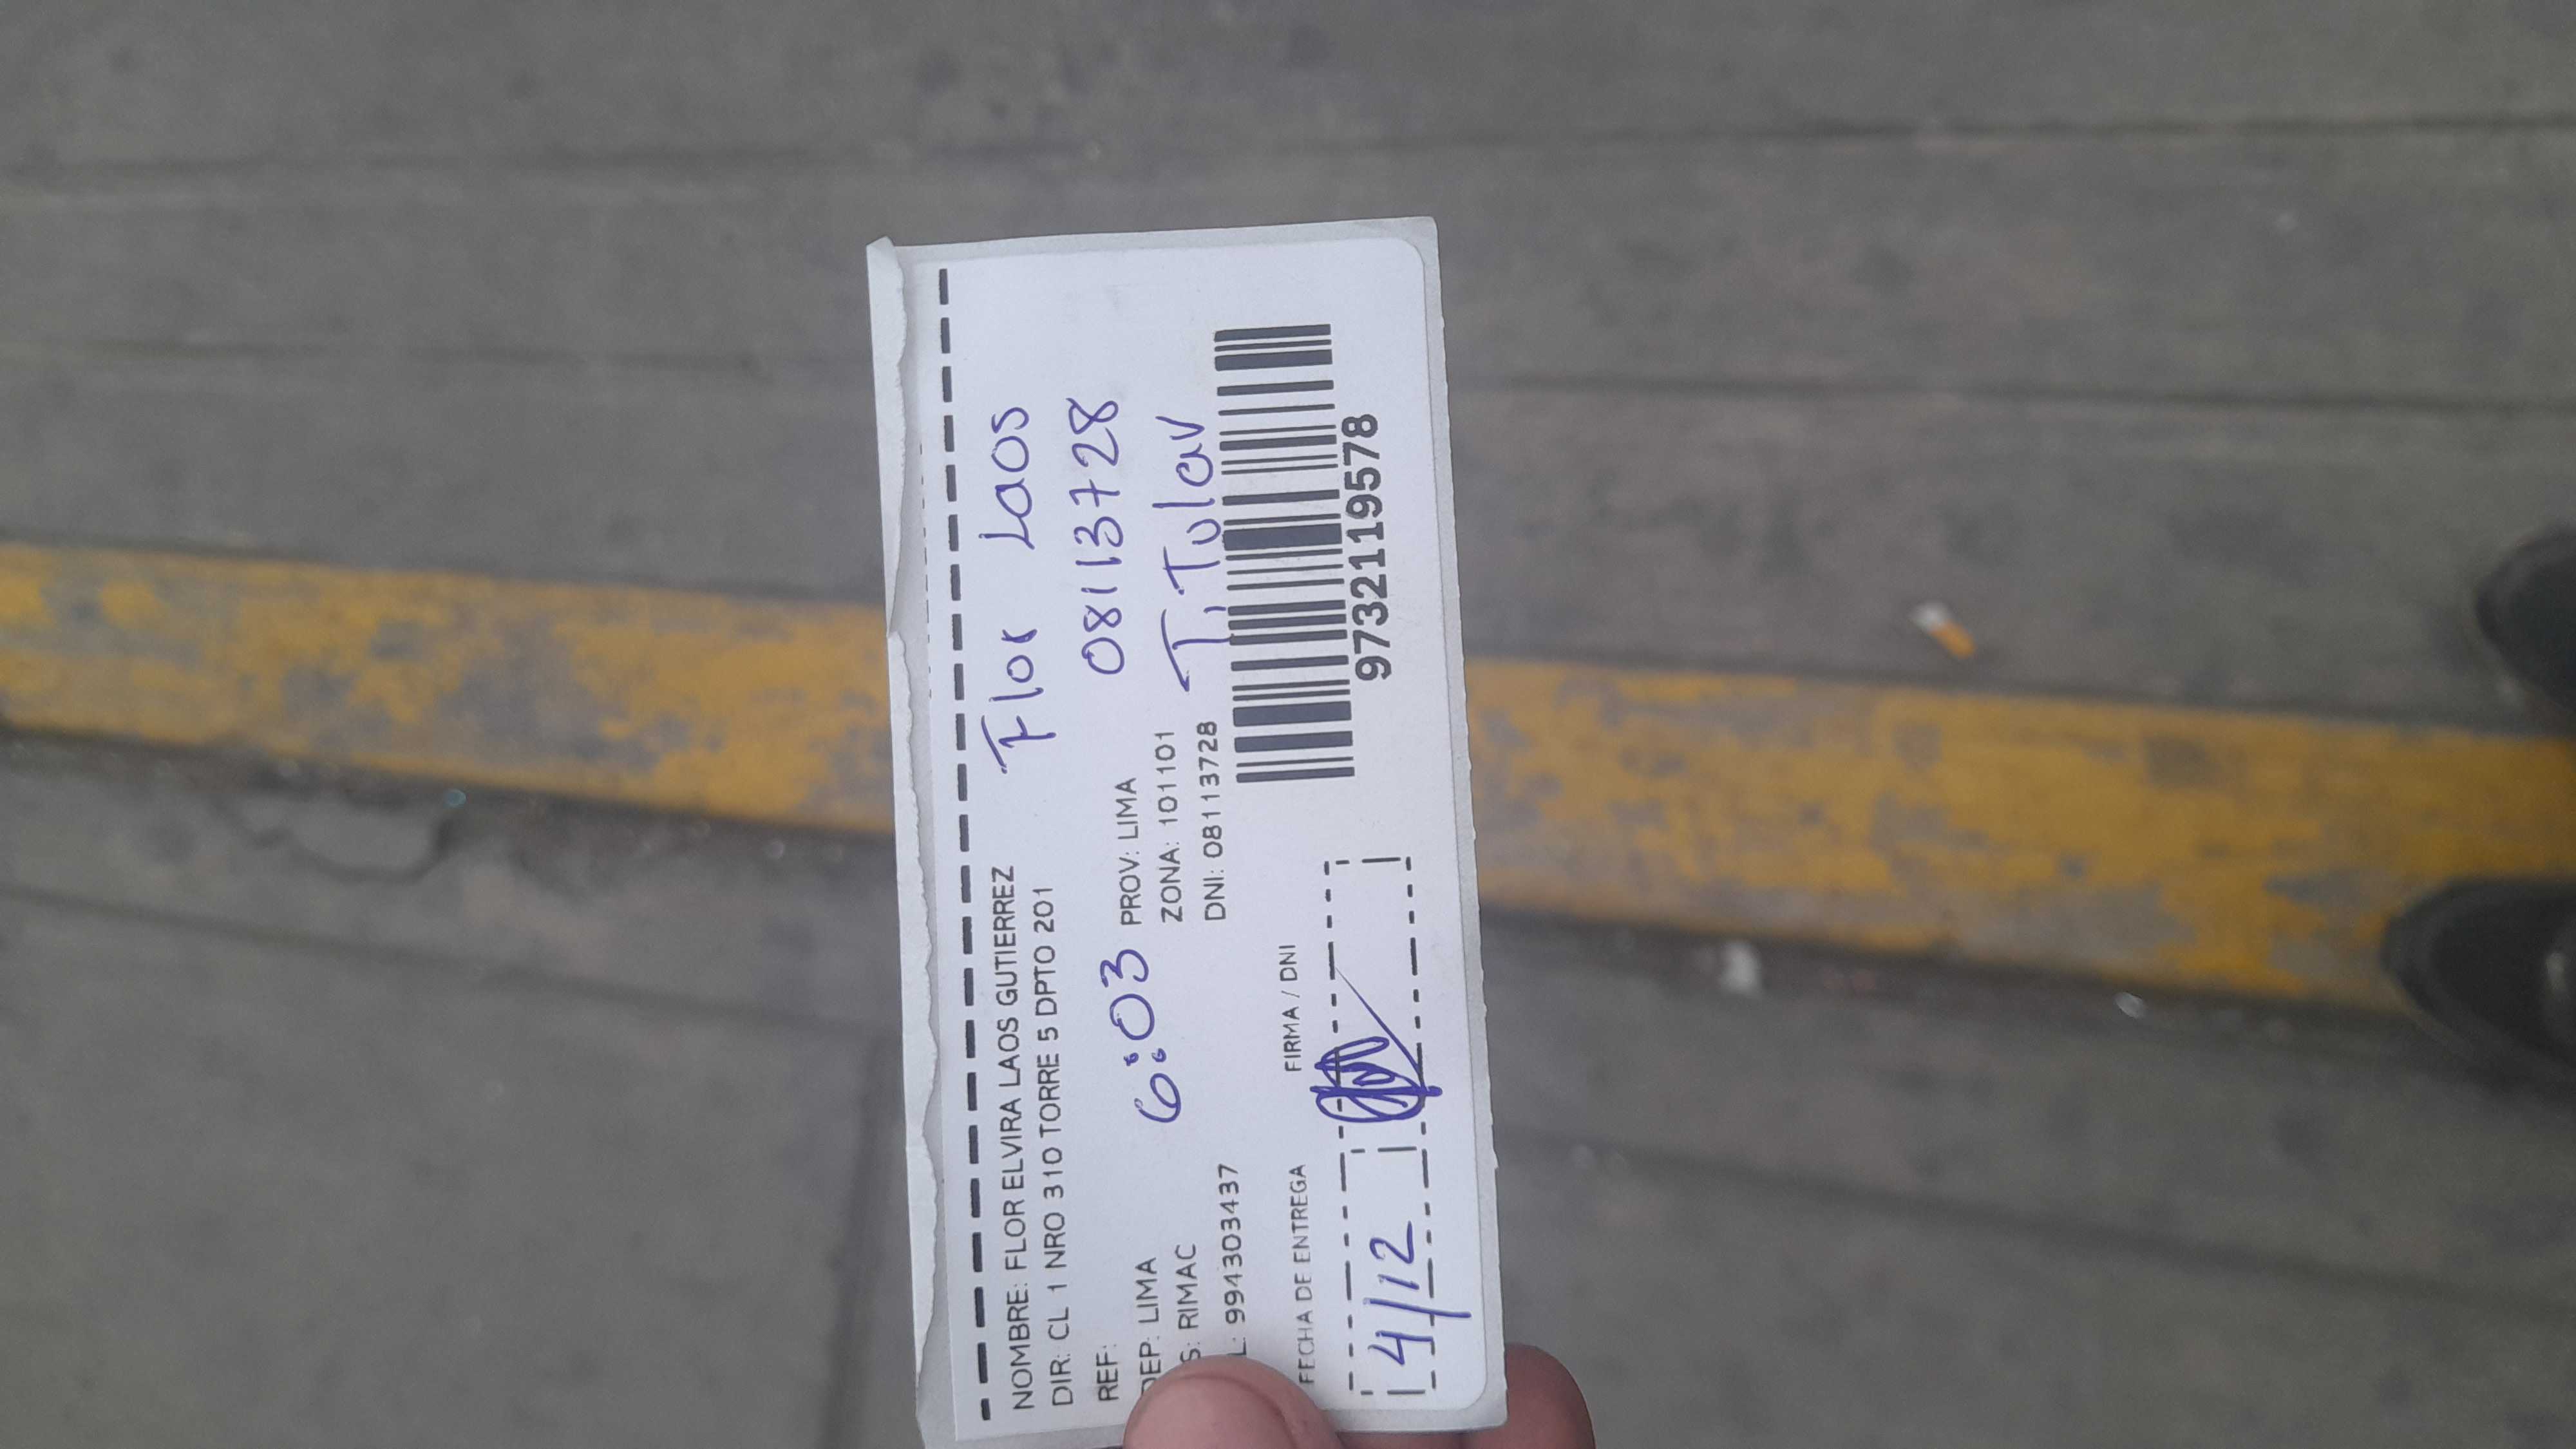 Flor Laos
NOMBRE: FLOR ELVIRA LAOS GUTIERREZ
DIR: CL 1 NRO 310 TORRE 5 DPTO 201
08113728
REF:
6:03
DEP: LIMA PROV: LIMA
S: RIMAC ZONA: 101101
Titular
L: 994303437 DNI: 08113728
FECHA DE ENTREGA FIRMA / DNI
4/12
9732119578